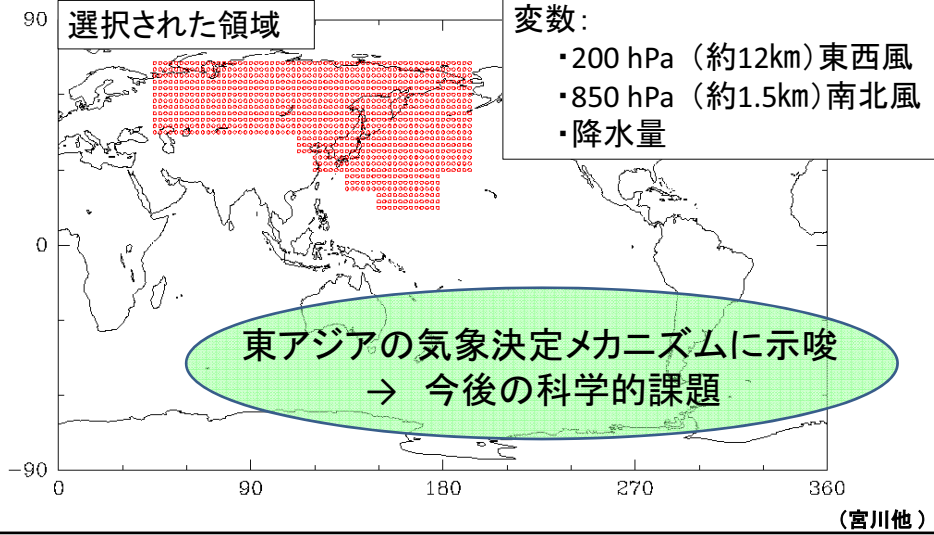 90
選択された領域
変数:
・200 hPa（約12㎞）東西風
・850 hPa（約1.5㎞）南北風
・降水量
0
東アジアの気象決定メカニズムに示唆
→ 今後の科学的課題
-90
0 90 180 270 360
(宮川他)